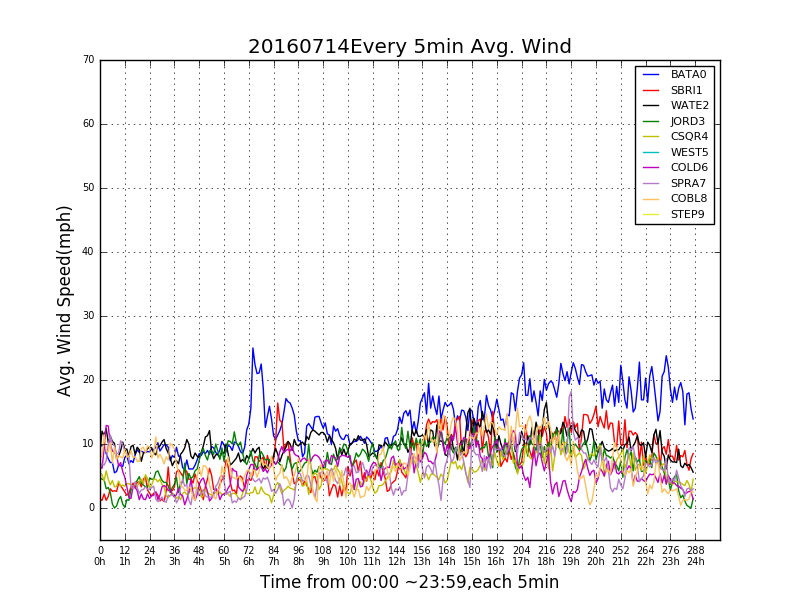 20160714Every 5min Avg. Wind
70
60
50
40
30
20
10
0
Avg. Wind Speed(mph)
BATA0
SBRI1
WATE2
JORD3
CSQR4
WEST5
COLD6
SPRA7
COBL8
STEP9
0 12 24 36 48 60 72 84 96 108 120 132 144 156 168 180 192 204 216 228 240 252 264 276 288
0h 1h 2h 3h 4h 5h 6h 7h 8h 9h 10h 11h 12h 13h 14h 15h 16h 17h 18h 19h 20h 21h 22h 23h 24h
Time from 00:00 ~23:59,each 5min